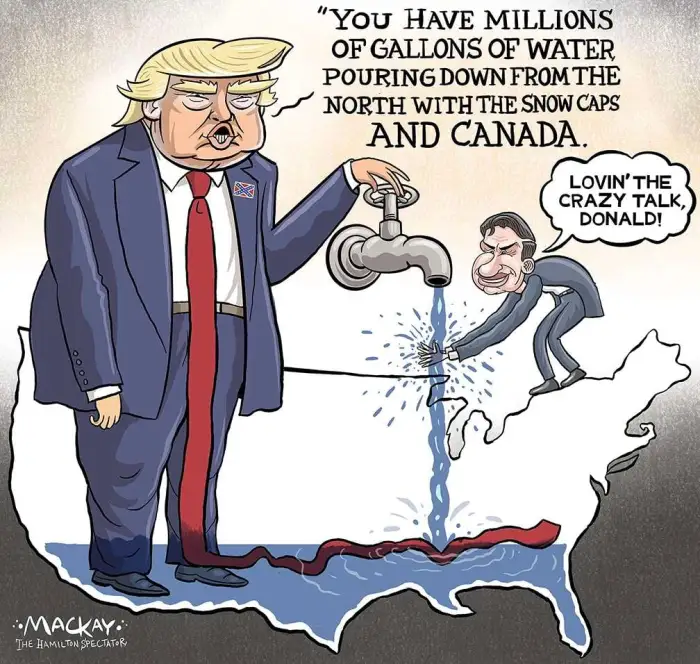 "YOU HAVE MILLIONS
OF GALLONS OF WATER
POURING DOWN FROM THE
NORTH WITH THE SNOW CAPS
AND CANADA.
LOVIN' THE
CRAZY TALK,
DONALD!
MACKAY
THE HAMILTON SPECTATOR